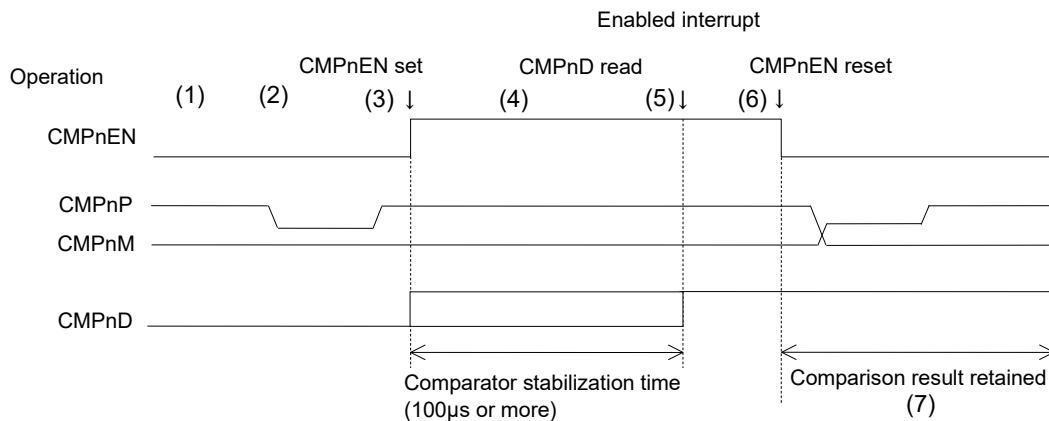 Enabled interrupt
Operation
CMPnEN set
CMPnD read
CMPnEN reset
(1) (2) (3) ↓ (4) (5) ↓ (6) ↓
CMPnEN
CMPnP
CMPnM
CMPnD
Comparator stabilization time
(100µs or more)
Comparison result retained
(7)